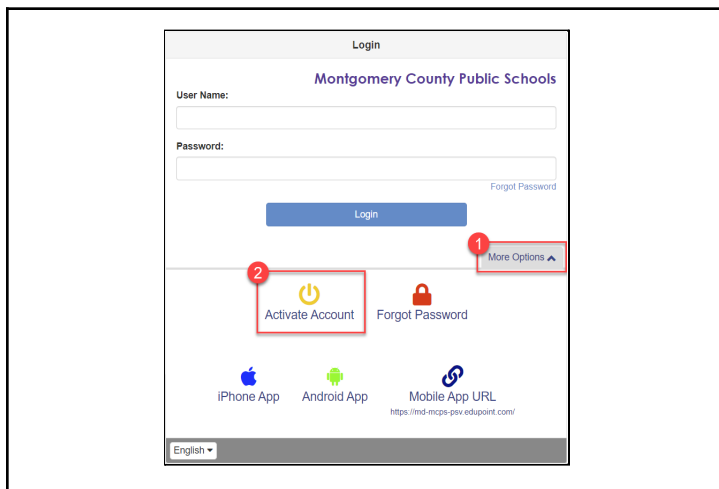 Login
Montgomery County Public Schools
User Name:
Password:
Forgot Password
Login
1
More Options
2
Activate Account
Forgot Password
iPhone App
Android App
Mobile App URL
https://md-mcps-psv.edupoint.com/
English